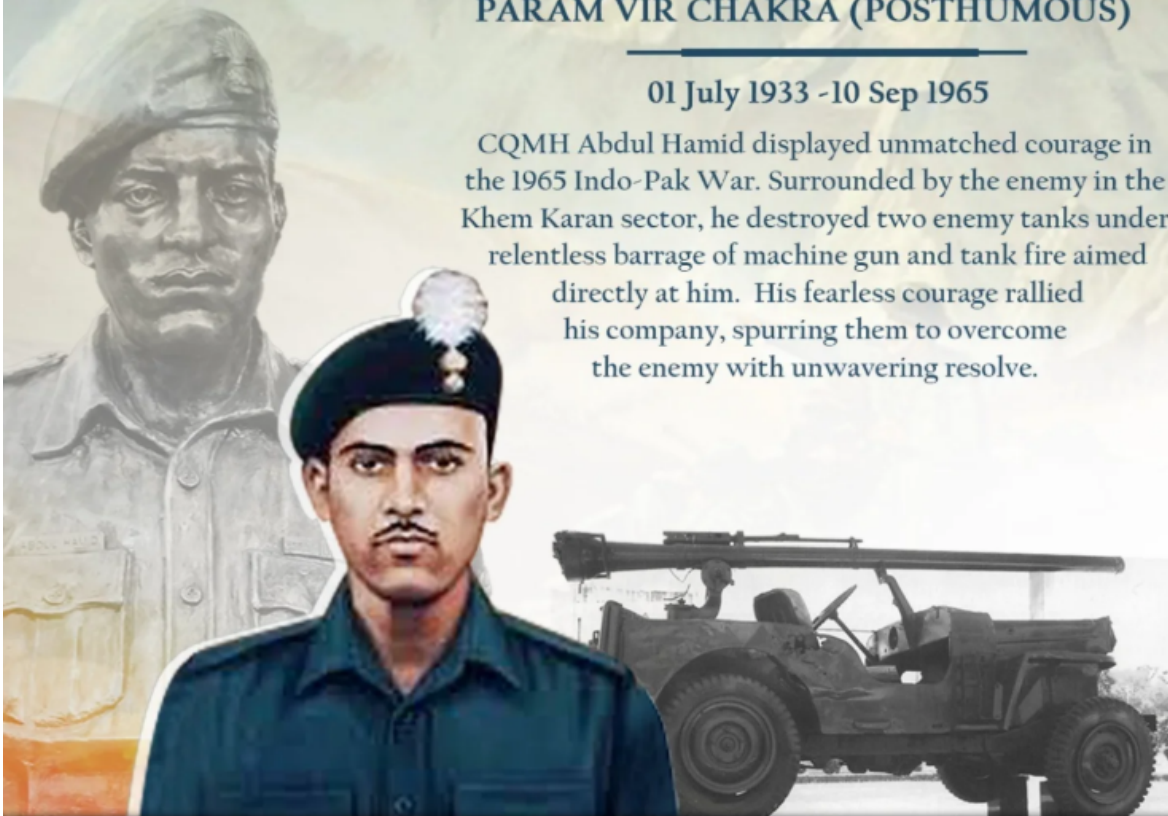 PARAM VIR CHAKRA (POSTHUMOUS)
01 July 1933 -10 Sep 1965
CQMH Abdul Hamid displayed unmatched courage in
the 1965 Indo-Pak War. Surrounded by the enemy in the
Khem Karan sector, he destroyed two enemy tanks under
relentless barrage of machine gun and tank fire aimed
directly at him. His fearless courage rallied
his company, spurring them to overcome
the enemy with unwavering resolve.
ABDUL HAMID